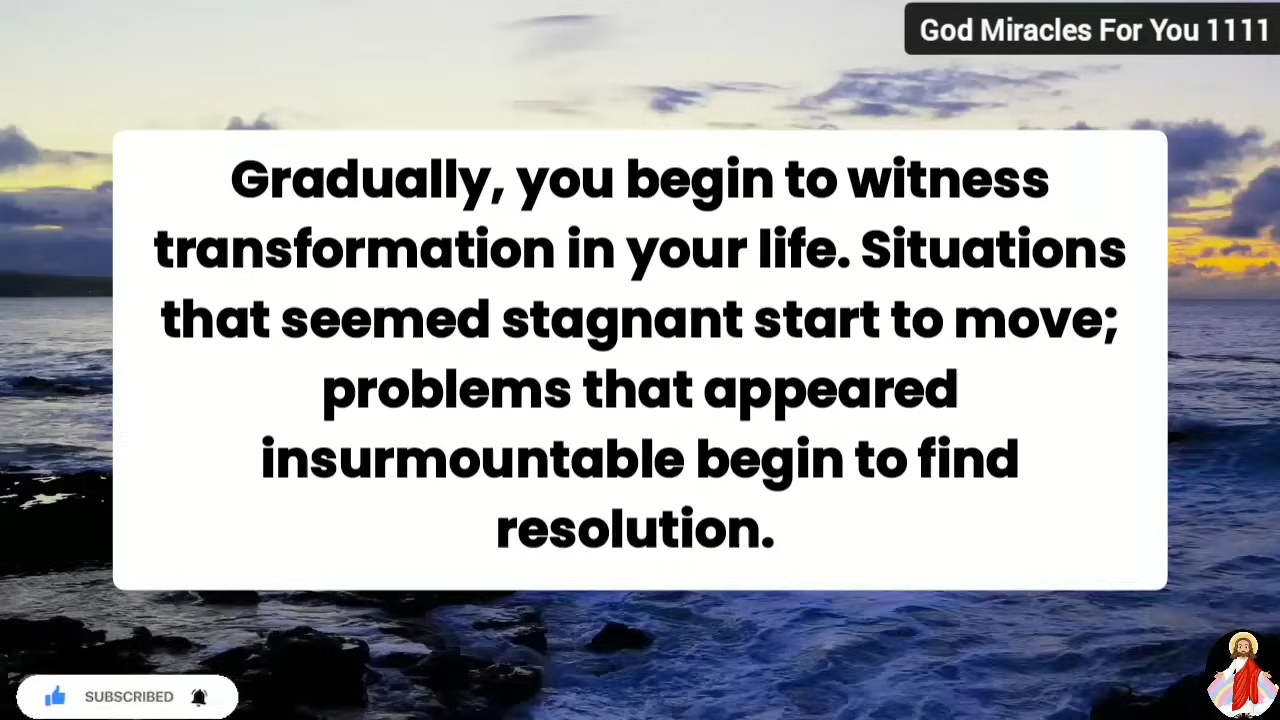 God Miracles For You 1111
Gradually, you begin to witness
transformation in your life. Situations
that seemed stagnant start to move;
problems that appeared
insurmountable begin to find
resolution.
SUBSCRIBED